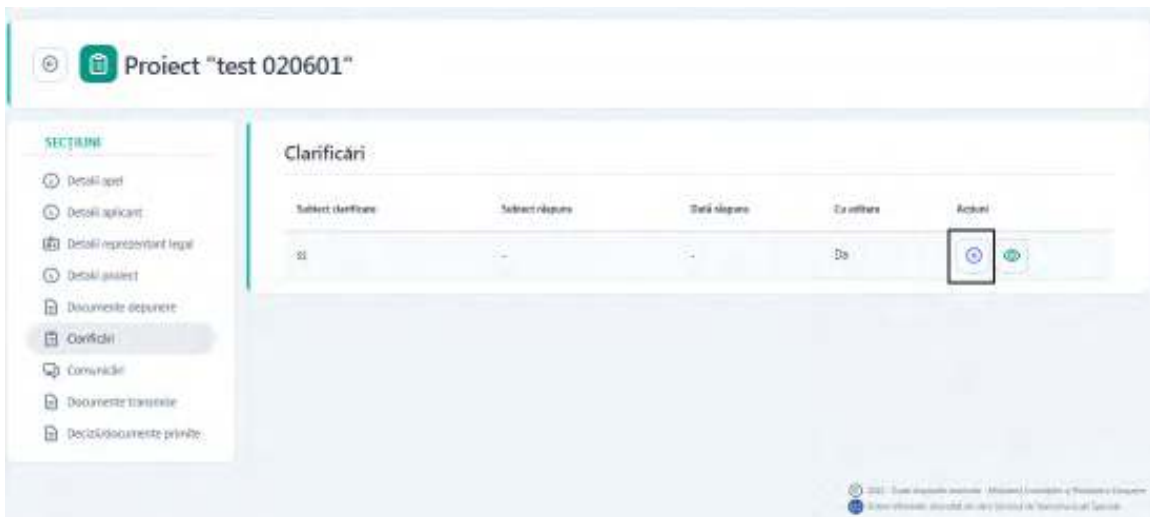 Proiect "test 020601"
SECȚIUNI
Detalii apel
Detalii aplicant
Detalii reprezentant legal
Detalii proiect
Documente depunere
Clarificări
Comunicări
Documente transmise
Decizii/documente primite
Clarificări
Subiect clarificare Subiect răspuns Dată răspuns Cu editare Acțiuni
ss - - Da